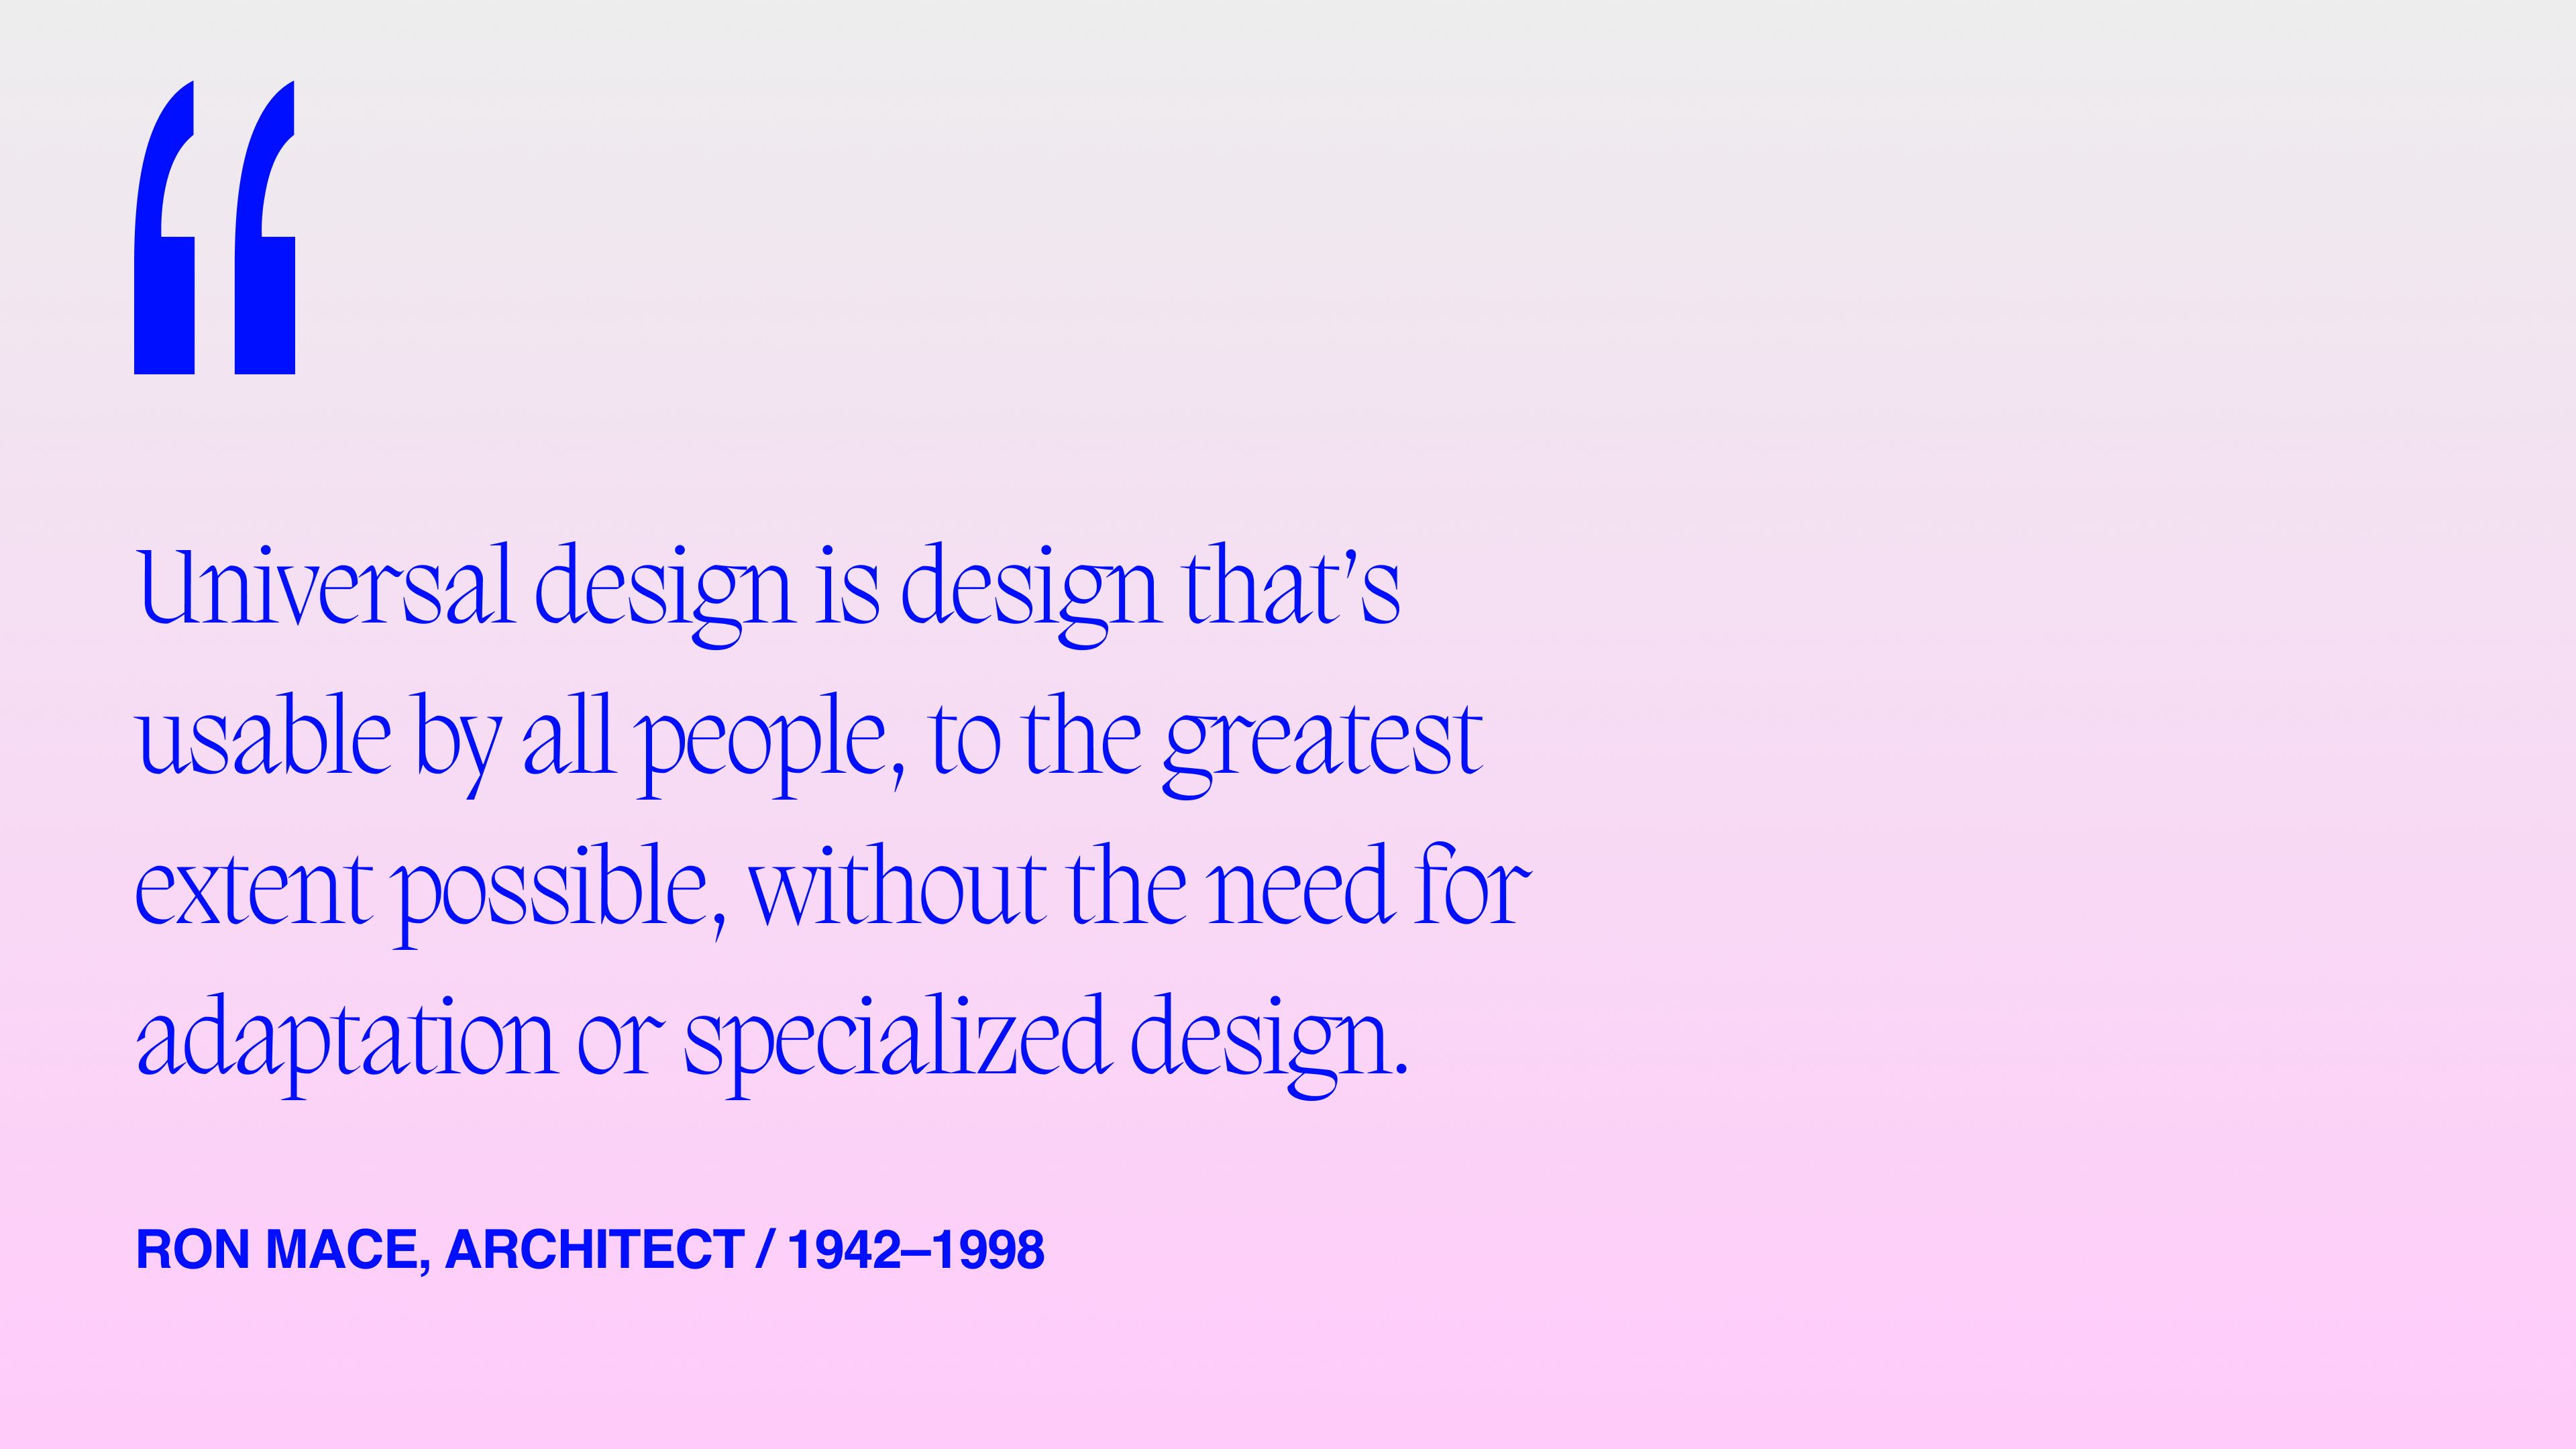 “
Universal design is design that’s
usable by all people, to the greatest
extent possible, without the need for
adaptation or specialized design.
RON MACE, ARCHITECT / 1942–1998